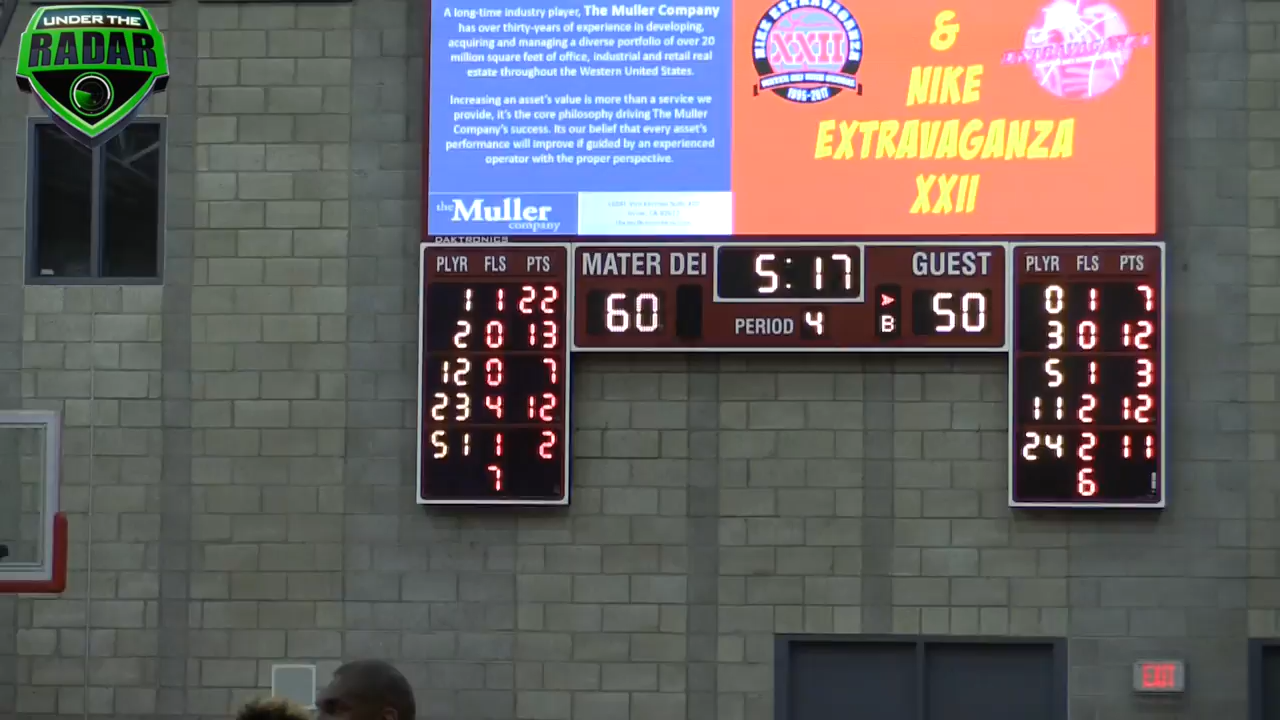 UNDER THE
RADAR
A long-time industry player, The Muller Company
has over thirty-years of experience in developing,
acquiring and managing a diverse portfolio of over 20
million square feet of office, industrial and retail real
estate throughout the Western United States.
Increasing an asset's value is more than a service we
provide, it's the core philosophy driving The Muller
Company's success. Its our belief that every asset's
performance will improve if guided by an experienced
operator with the proper perspective.
the Muller
company
NIKE EXTRAVAGANZA
XXII
1995-2017
&
NIKE
EXTRAVAGANZA
XXII
EXTRAVAGANZA
DAKTRONICS
PLYR FLS PTS
1 1 22
2 0 13
12 0 7
23 4 12
51 1 2
7
MATER DEI 5:17 GUEST
60 PERIOD 4 B 50
PLYR FLS PTS
0 1 7
3 0 12
5 1 3
11 2 12
24 2 11
6
EXIT